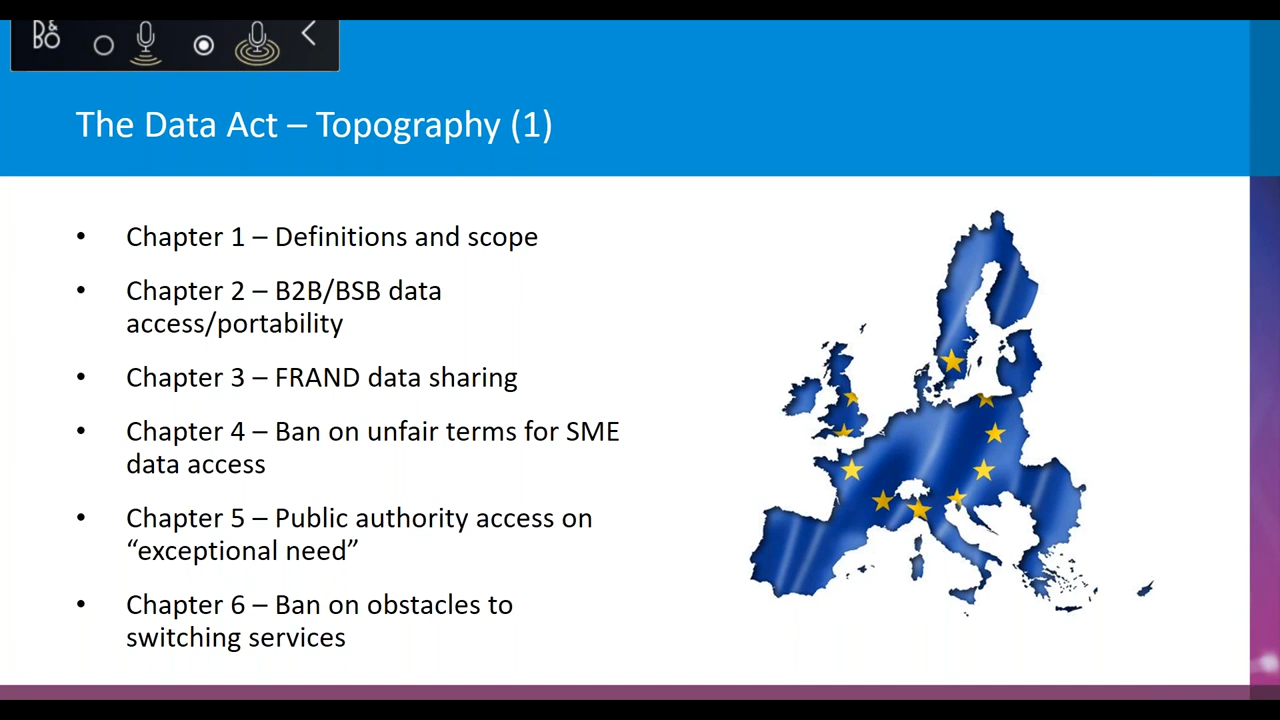 B&O
The Data Act – Topography (1)
• Chapter 1 – Definitions and scope
• Chapter 2 – B2B/BSB data
access/portability
• Chapter 3 – FRAND data sharing
• Chapter 4 – Ban on unfair terms for SME
data access
• Chapter 5 – Public authority access on
“exceptional need”
• Chapter 6 – Ban on obstacles to
switching services